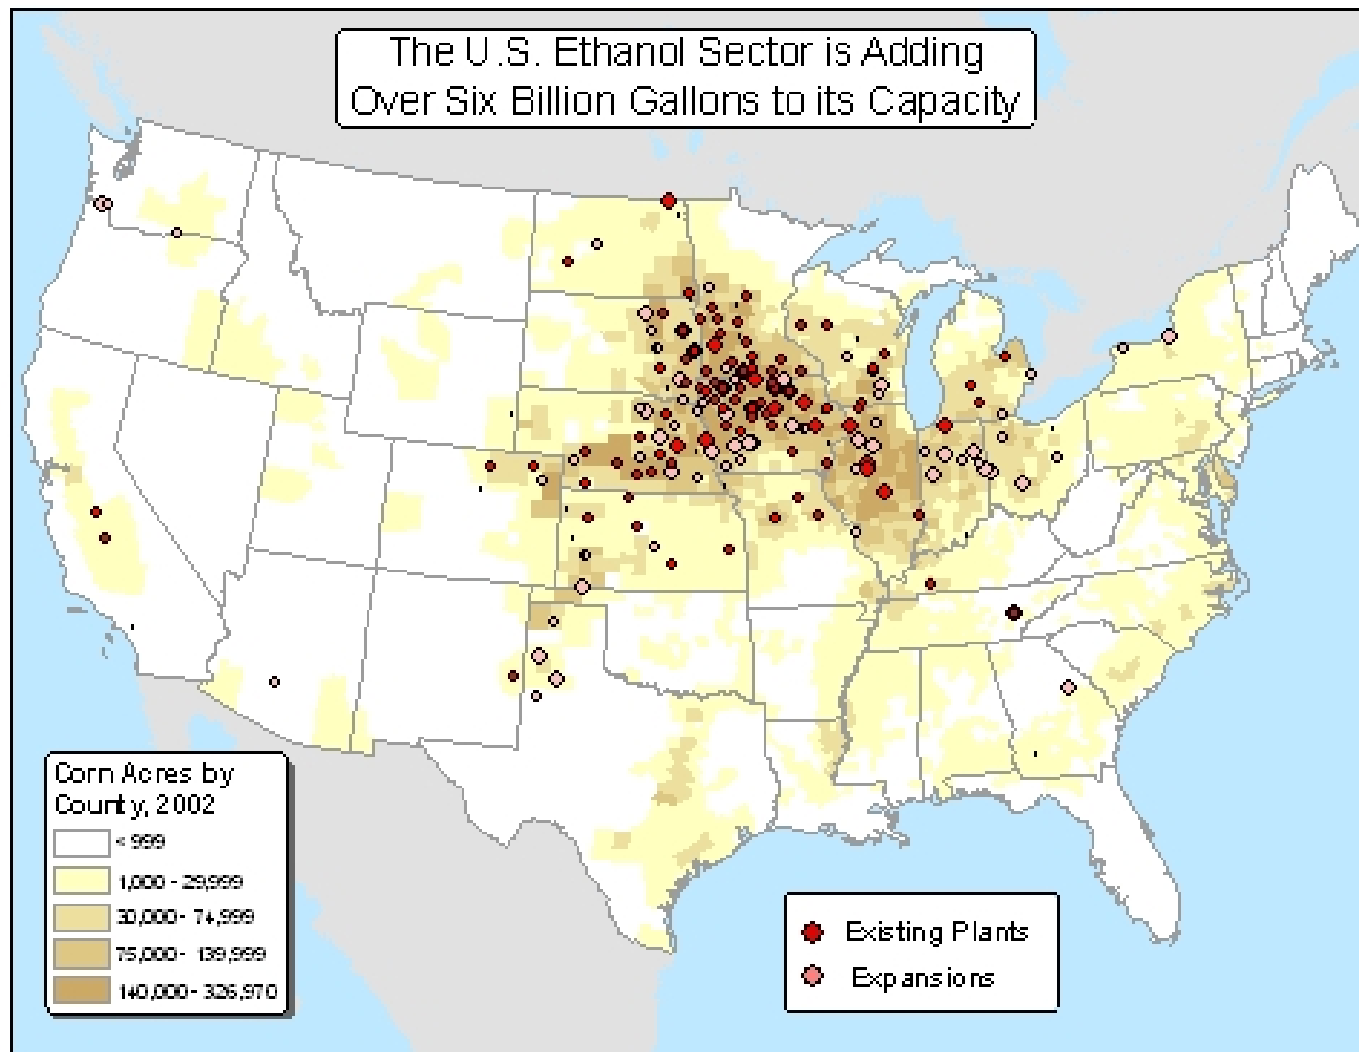 The U.S. Ethanol Sector is Adding
Over Six Billion Gallons to its Capacity
Corn Acres by
County, 2002
< 999
1,000 - 29,999
30,000 - 74,999
75,000 - 139,999
140,000 - 326,970
Existing Plants
Expansions